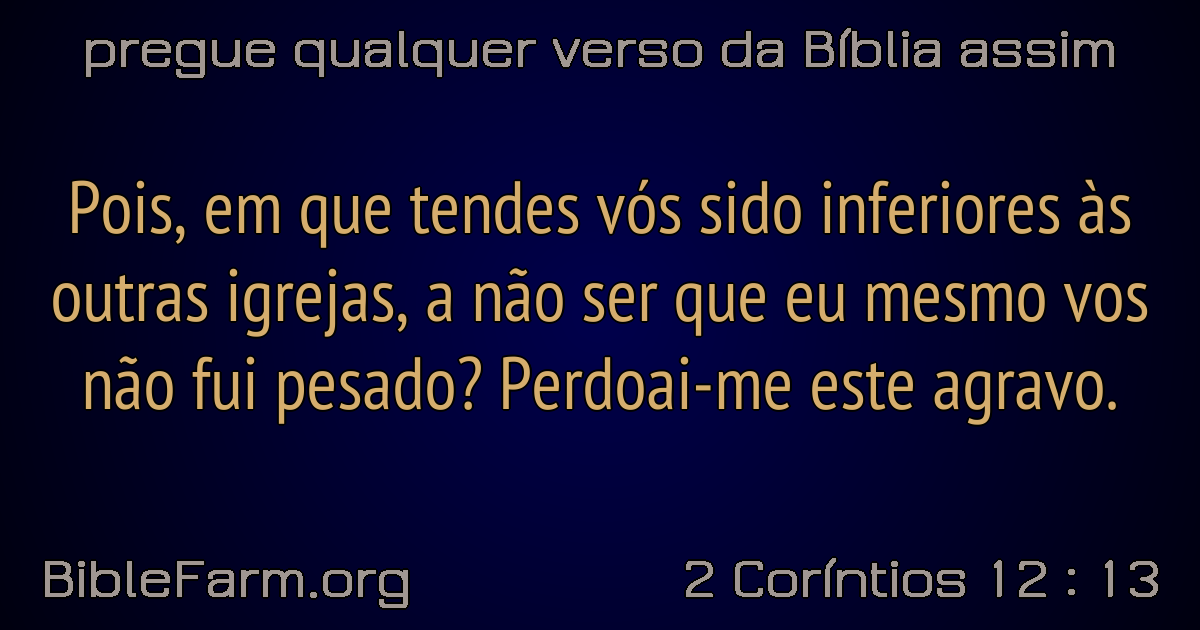 pregue qualquer verso da Bíblia assim
Pois, em que tendes vós sido inferiores às
outras igrejas, a não ser que eu mesmo vos
não fui pesado? Perdoai-me este agravo.
BibleFarm.org
2 Coríntios 12 : 13